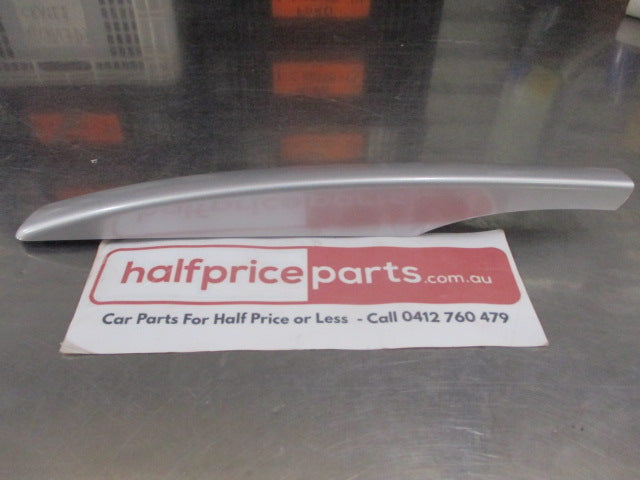 halfpriceparts.com.au
Car Parts For Half Price or Less - Call 0412 760 479